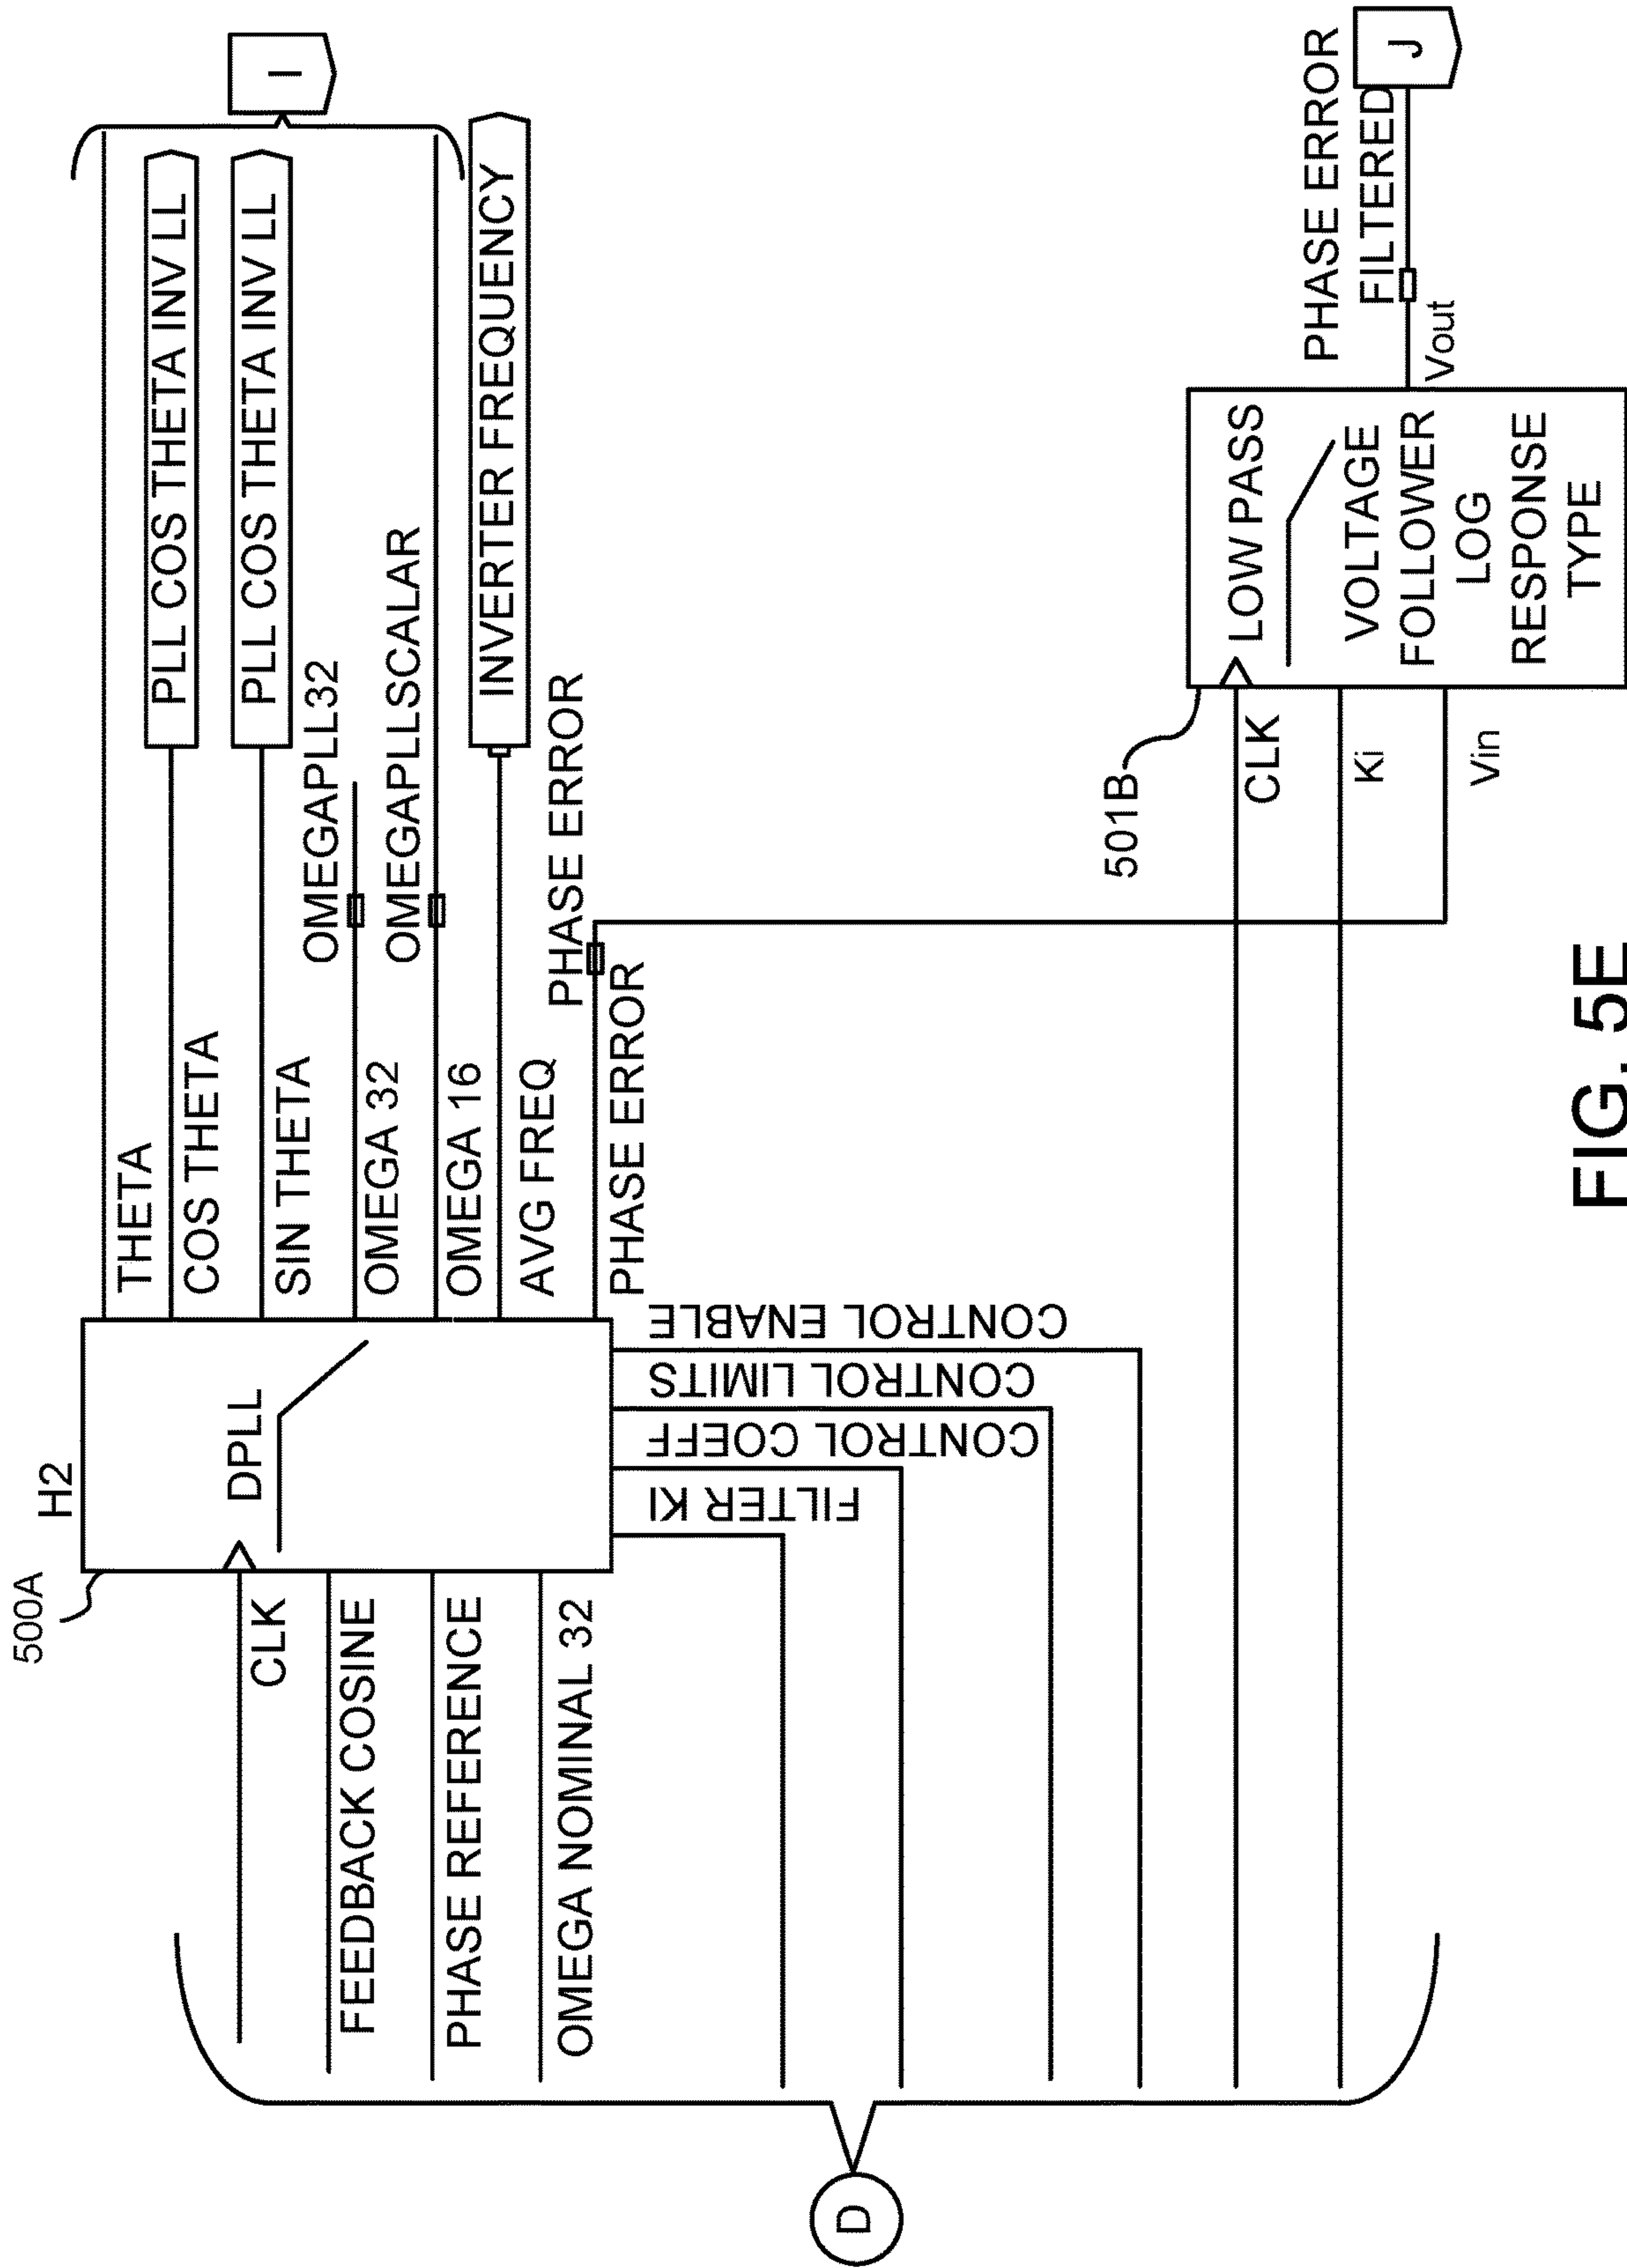 500A
H2
DPLL
CLK
FEEDBACK COSINE
PHASE REFERENCE
OMEGA NOMINAL 32
FILTER KI
CONTROL COEFF
CONTROL LIMITS
CONTROL ENABLE
THETA
COS THETA
SIN THETA
OMEGA 32
OMEGA 16
AVG FREQ
PHASE ERROR
PLL COS THETA INV LL
PLL COS THETA INV LL
OMEGAPLL32
OMEGAPLLSCALAR
INVERTER FREQUENCY
PHASE ERROR
I
D
501B
CLK
Ki
Vin
LOW PASS
VOLTAGE
FOLLOWER
LOG
RESPONSE
TYPE
Vout
PHASE ERROR
FILTERED
J
FIG. 5E